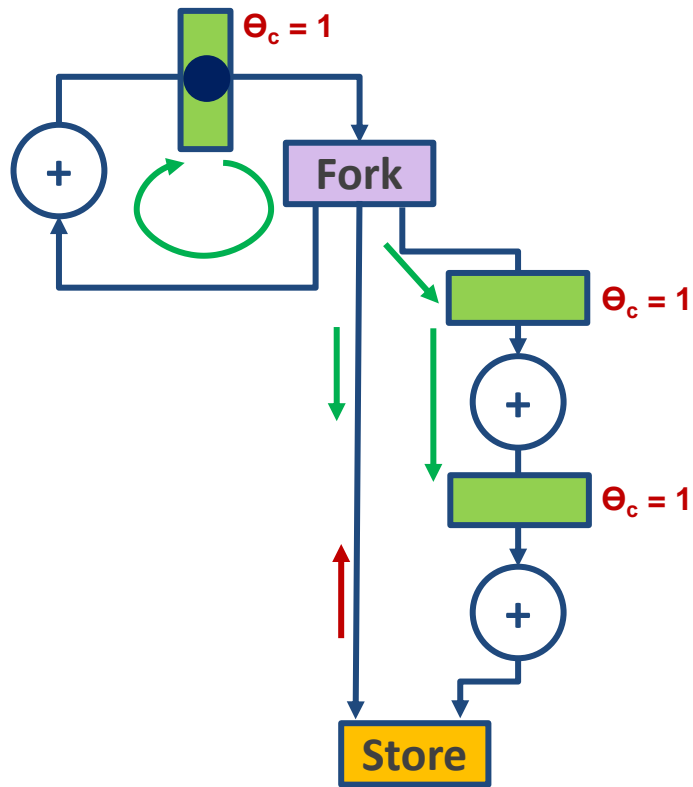 ϴc = 1
+
Fork
ϴc = 1
+
ϴc = 1
+
Store